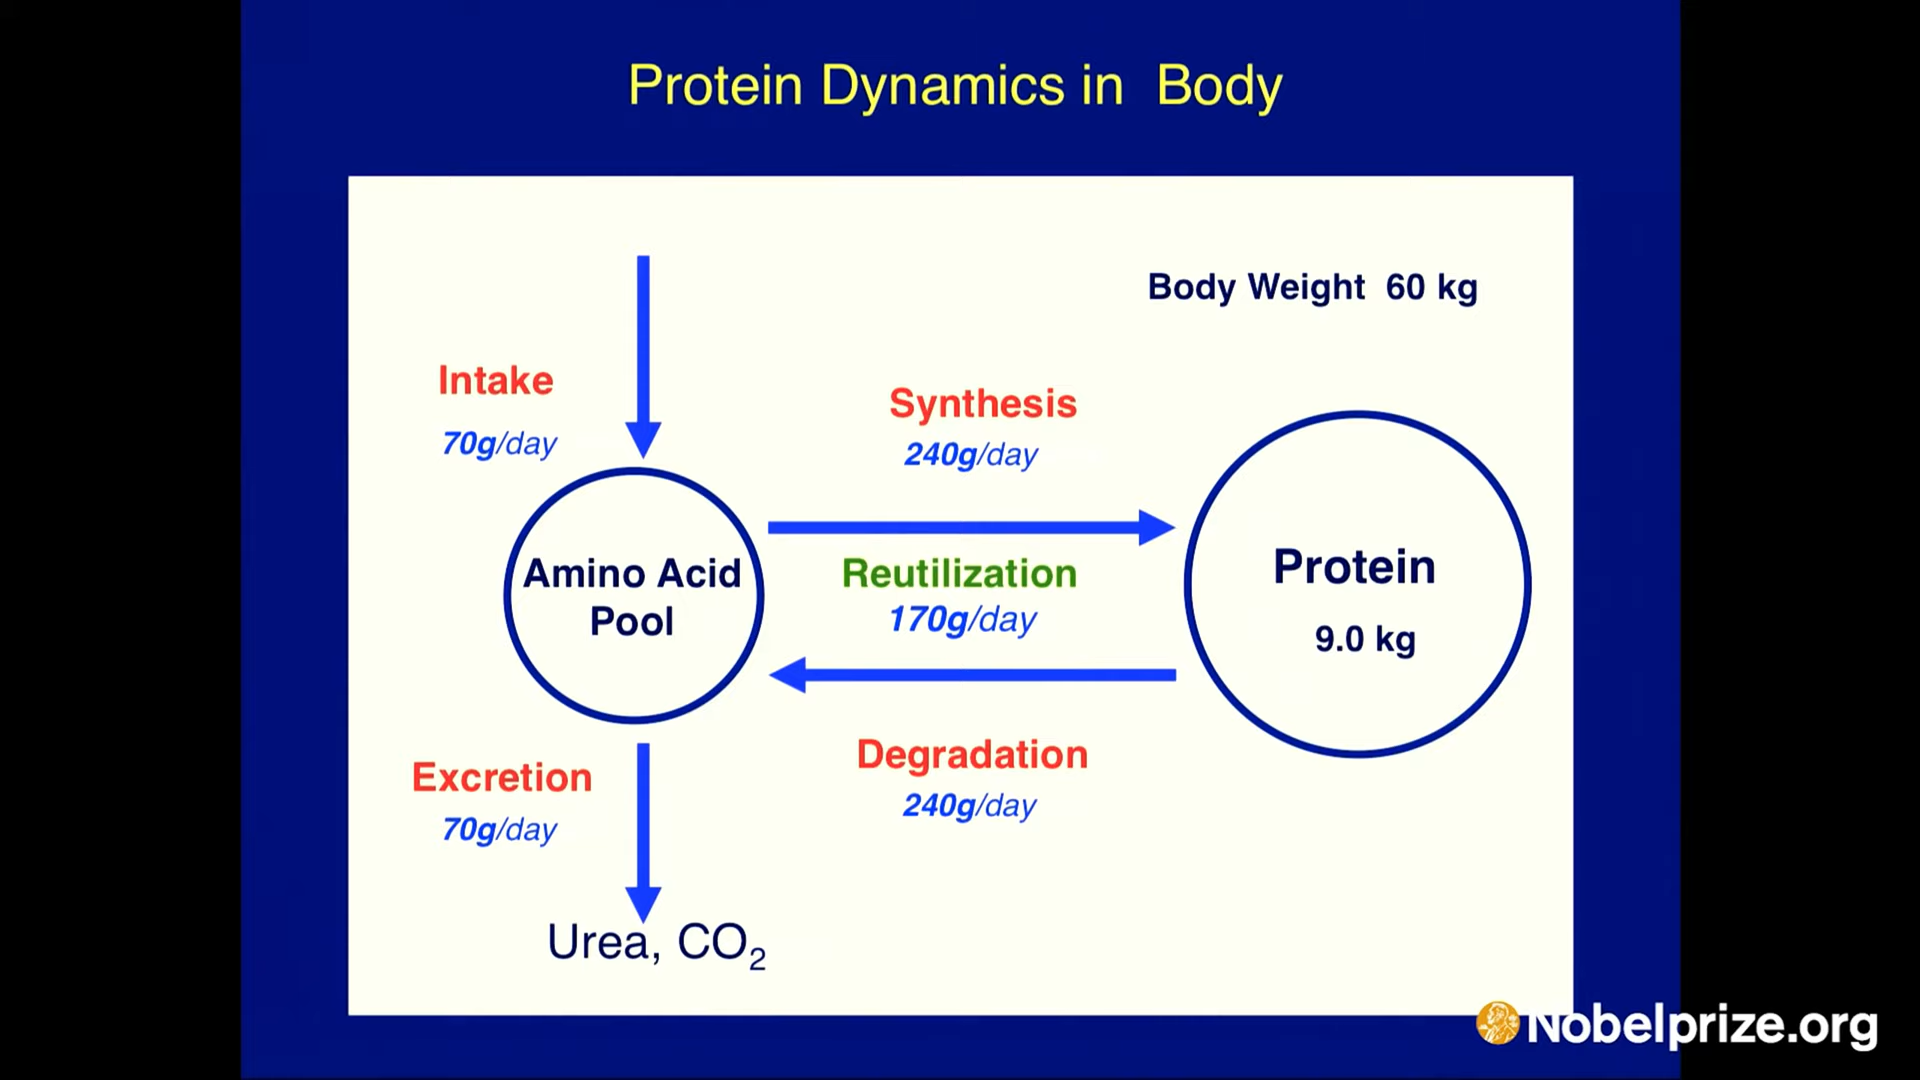 Protein Dynamics in Body
Body Weight 60 kg
Intake
70g/day
Synthesis
240g/day
Amino Acid
Pool
Reutilization
170g/day
Protein
9.0 kg
Degradation
240g/day
Excretion
70g/day
Urea, CO₂
Nobelprize.org